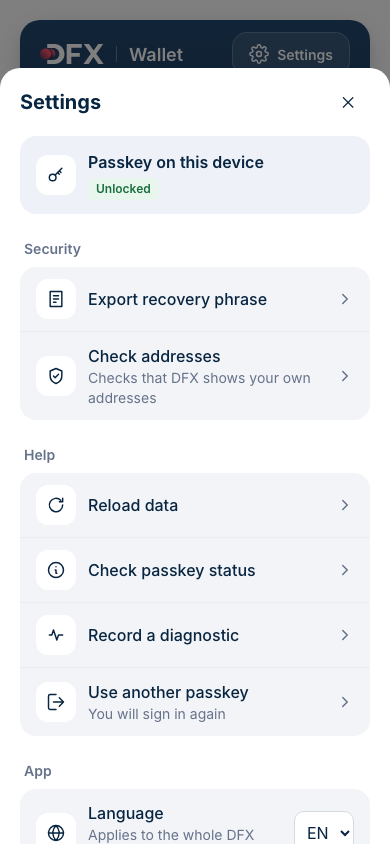 DFX Wallet Settings
Settings
Passkey on this device
Unlocked
Security
Export recovery phrase
Check addresses
Checks that DFX shows your own
addresses
Help
Reload data
Check passkey status
Record a diagnostic
Use another passkey
You will sign in again
App
Language
Applies to the whole DFX
EN